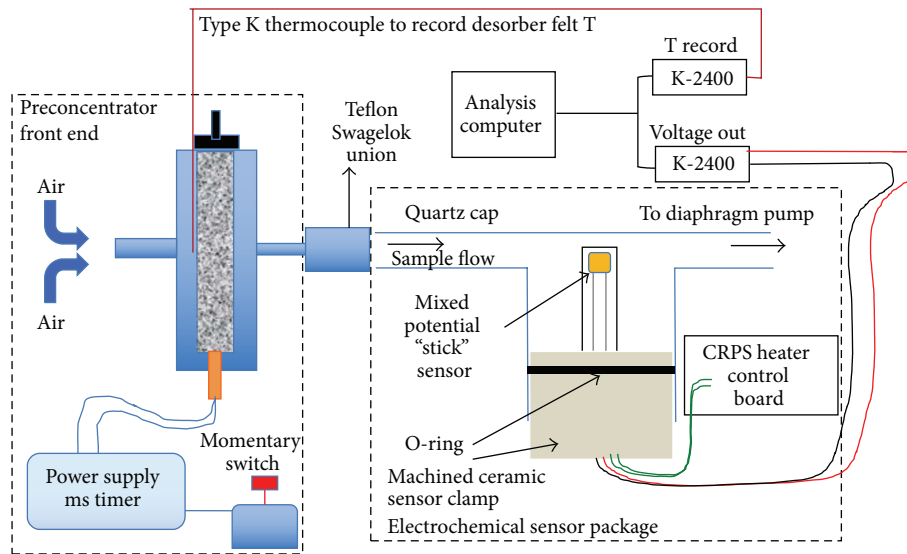 Type K thermocouple to record desorber felt T
T record
K-2400
Analysis
computer
Voltage out
K-2400
Preconcentrator
front end
Teflon
Swagelok
union
Air
Air
Quartz cap
Sample flow
To diaphragm pump
Mixed
potential
“stick”
sensor
CRPS heater
control
board
O-ring
Machined ceramic
sensor clamp
Electrochemical sensor package
Momentary
switch
Power supply
ms timer